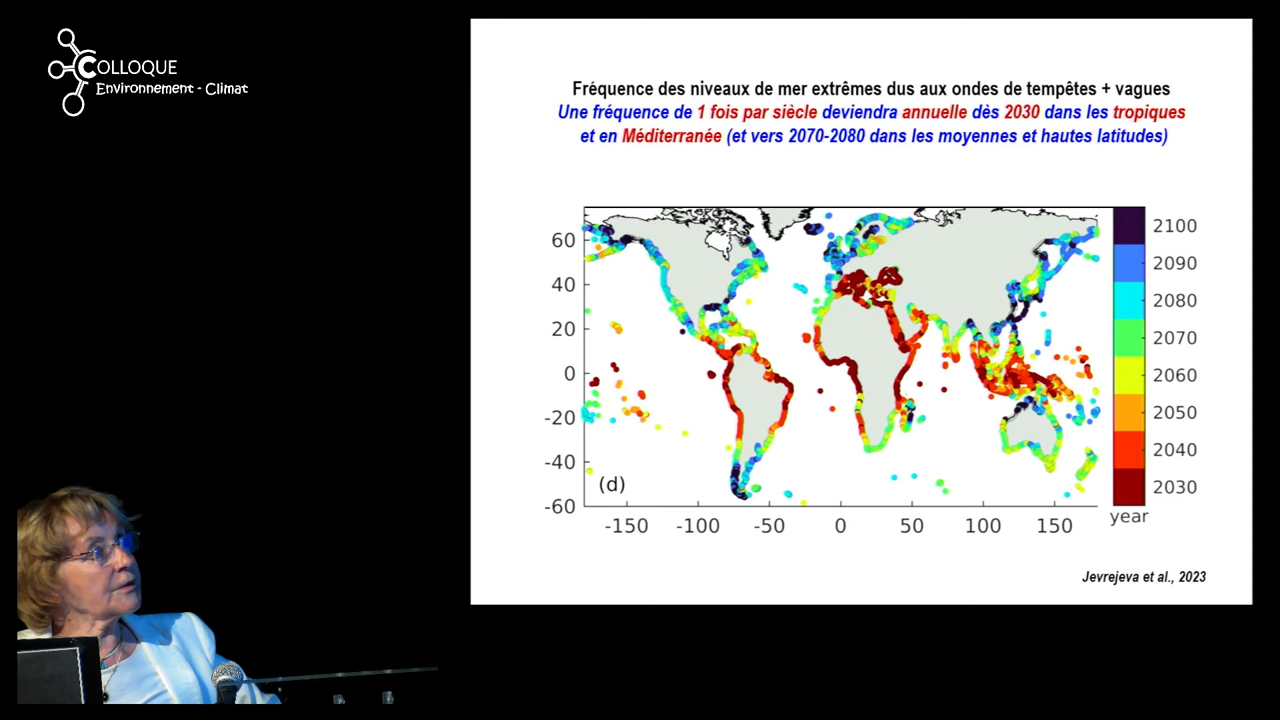 COLLOQUE
Environnement - Climat
Fréquence des niveaux de mer extrêmes dus aux ondes de tempêtes + vagues
Une fréquence de 1 fois par siècle deviendra annuelle dès 2030 dans les tropiques
et en Méditerranée (et vers 2070-2080 dans les moyennes et hautes latitudes)
60
40
20
0
-20
-40
-60
(d)
-150 -100 -50 0 50 100 150
2100
2090
2080
2070
2060
2050
2040
2030
year
Jevrejeva et al., 2023